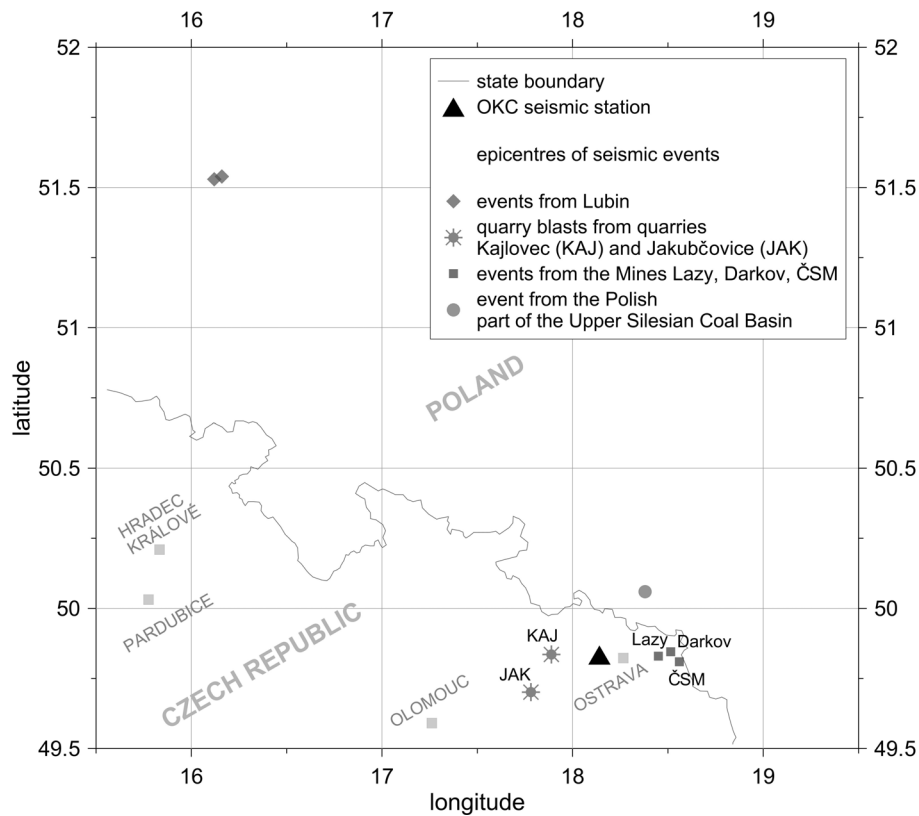 16 17 18 19
52 52
state boundary
OKC seismic station
epicentres of seismic events
51.5 51.5
events from Lubin
quarry blasts from quarries
Kajlovec (KAJ) and Jakubčovice (JAK)
events from the Mines Lazy, Darkov, ČSM
event from the Polish
part of the Upper Silesian Coal Basin
51 51
POLAND
latitude
50.5 50.5
HRADEC
KRÁLOVÉ
50 50
PARDUBICE
CZECH REPUBLIC
KAJ
Lazy Darkov
JAK
ČSM
OSTRAVA
OLOMOUC
49.5 49.5
16 17 18 19
longitude